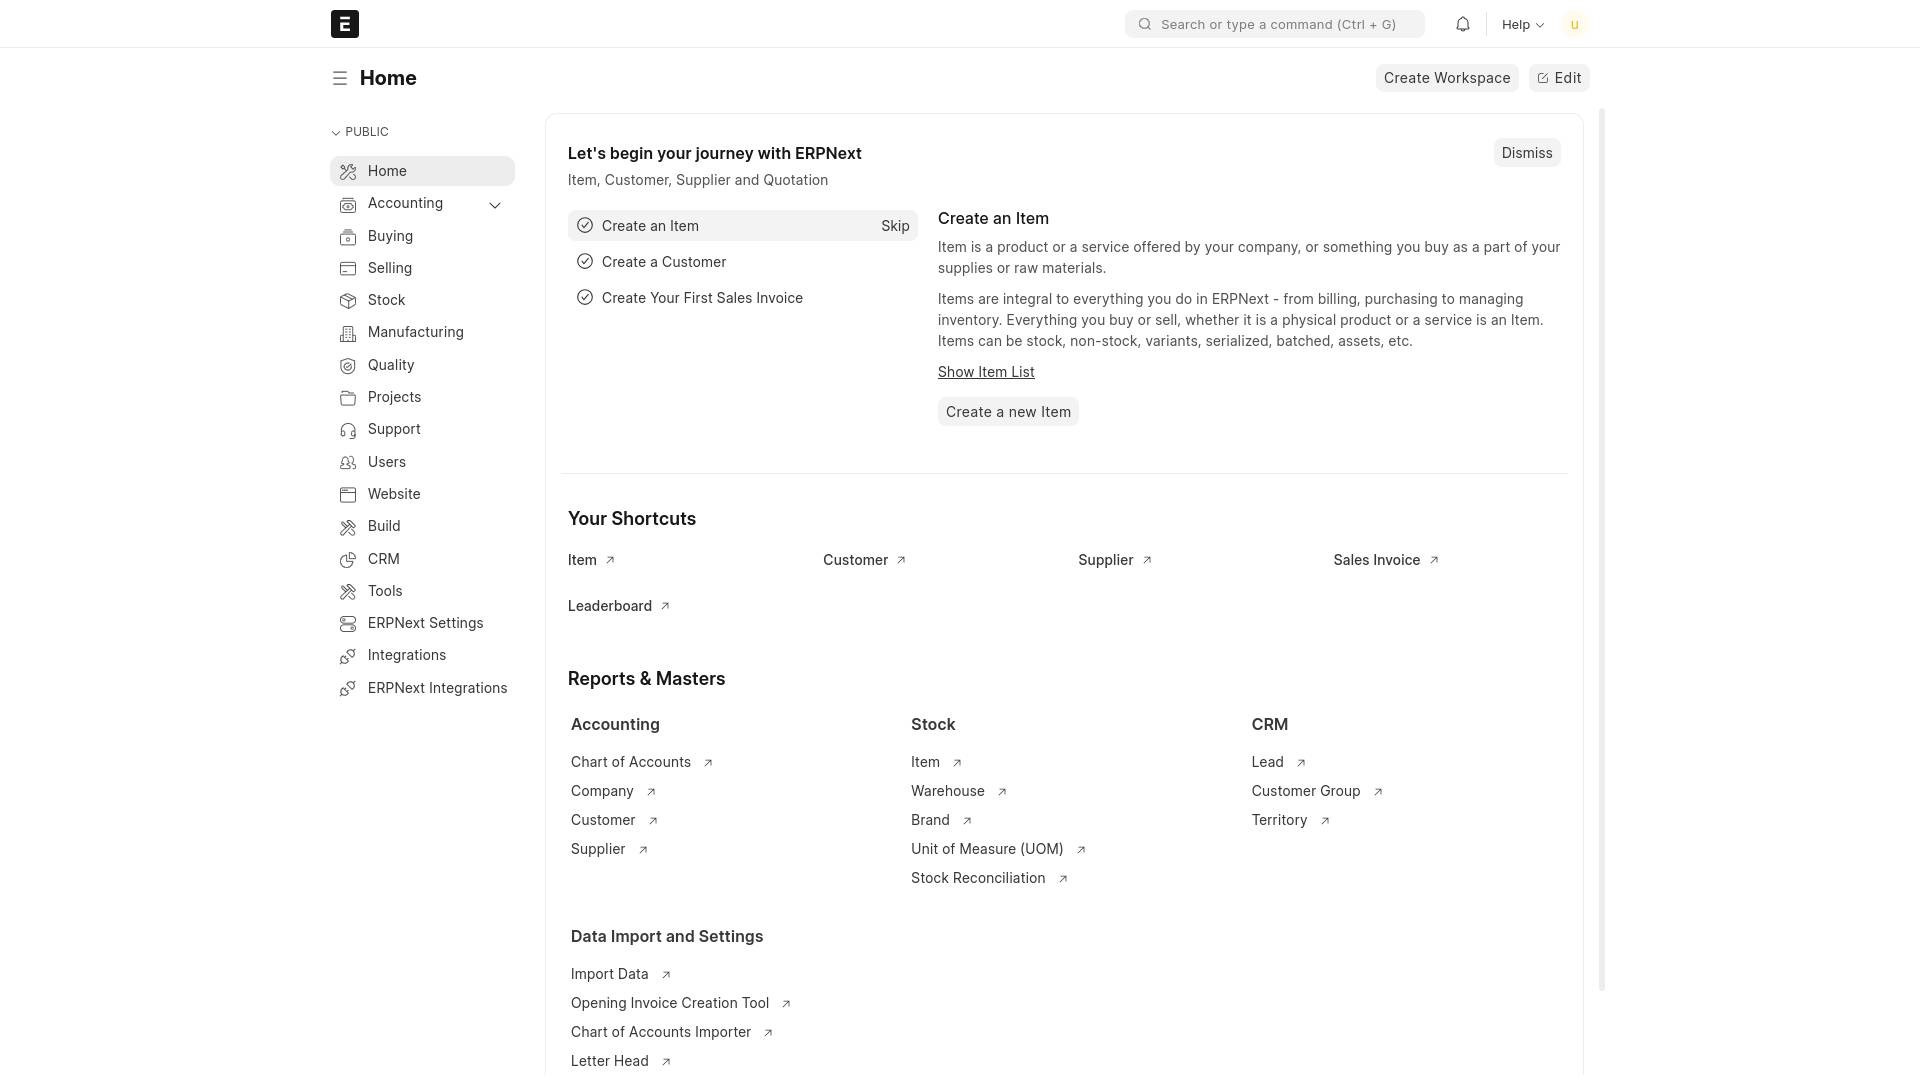 E
Search or type a command (Ctrl + G)
Help
u
Home
Create Workspace
Edit
PUBLIC
Home
Accounting
Buying
Selling
Stock
Manufacturing
Quality
Projects
Support
Users
Website
Build
CRM
Tools
ERPNext Settings
Integrations
ERPNext Integrations
Let's begin your journey with ERPNext
Dismiss
Item, Customer, Supplier and Quotation
Create an Item
Skip
Create a Customer
Create Your First Sales Invoice
Create an Item
Item is a product or a service offered by your company, or something you buy as a part of your
supplies or raw materials.
Items are integral to everything you do in ERPNext - from billing, purchasing to managing
inventory. Everything you buy or sell, whether it is a physical product or a service is an Item.
Items can be stock, non-stock, variants, serialized, batched, assets, etc.
Show Item List
Create a new Item
Your Shortcuts
Item
Customer
Supplier
Sales Invoice
Leaderboard
Reports & Masters
Accounting
Chart of Accounts
Company
Customer
Supplier
Stock
Item
Warehouse
Brand
Unit of Measure (UOM)
Stock Reconciliation
CRM
Lead
Customer Group
Territory
Data Import and Settings
Import Data
Opening Invoice Creation Tool
Chart of Accounts Importer
Letter Head